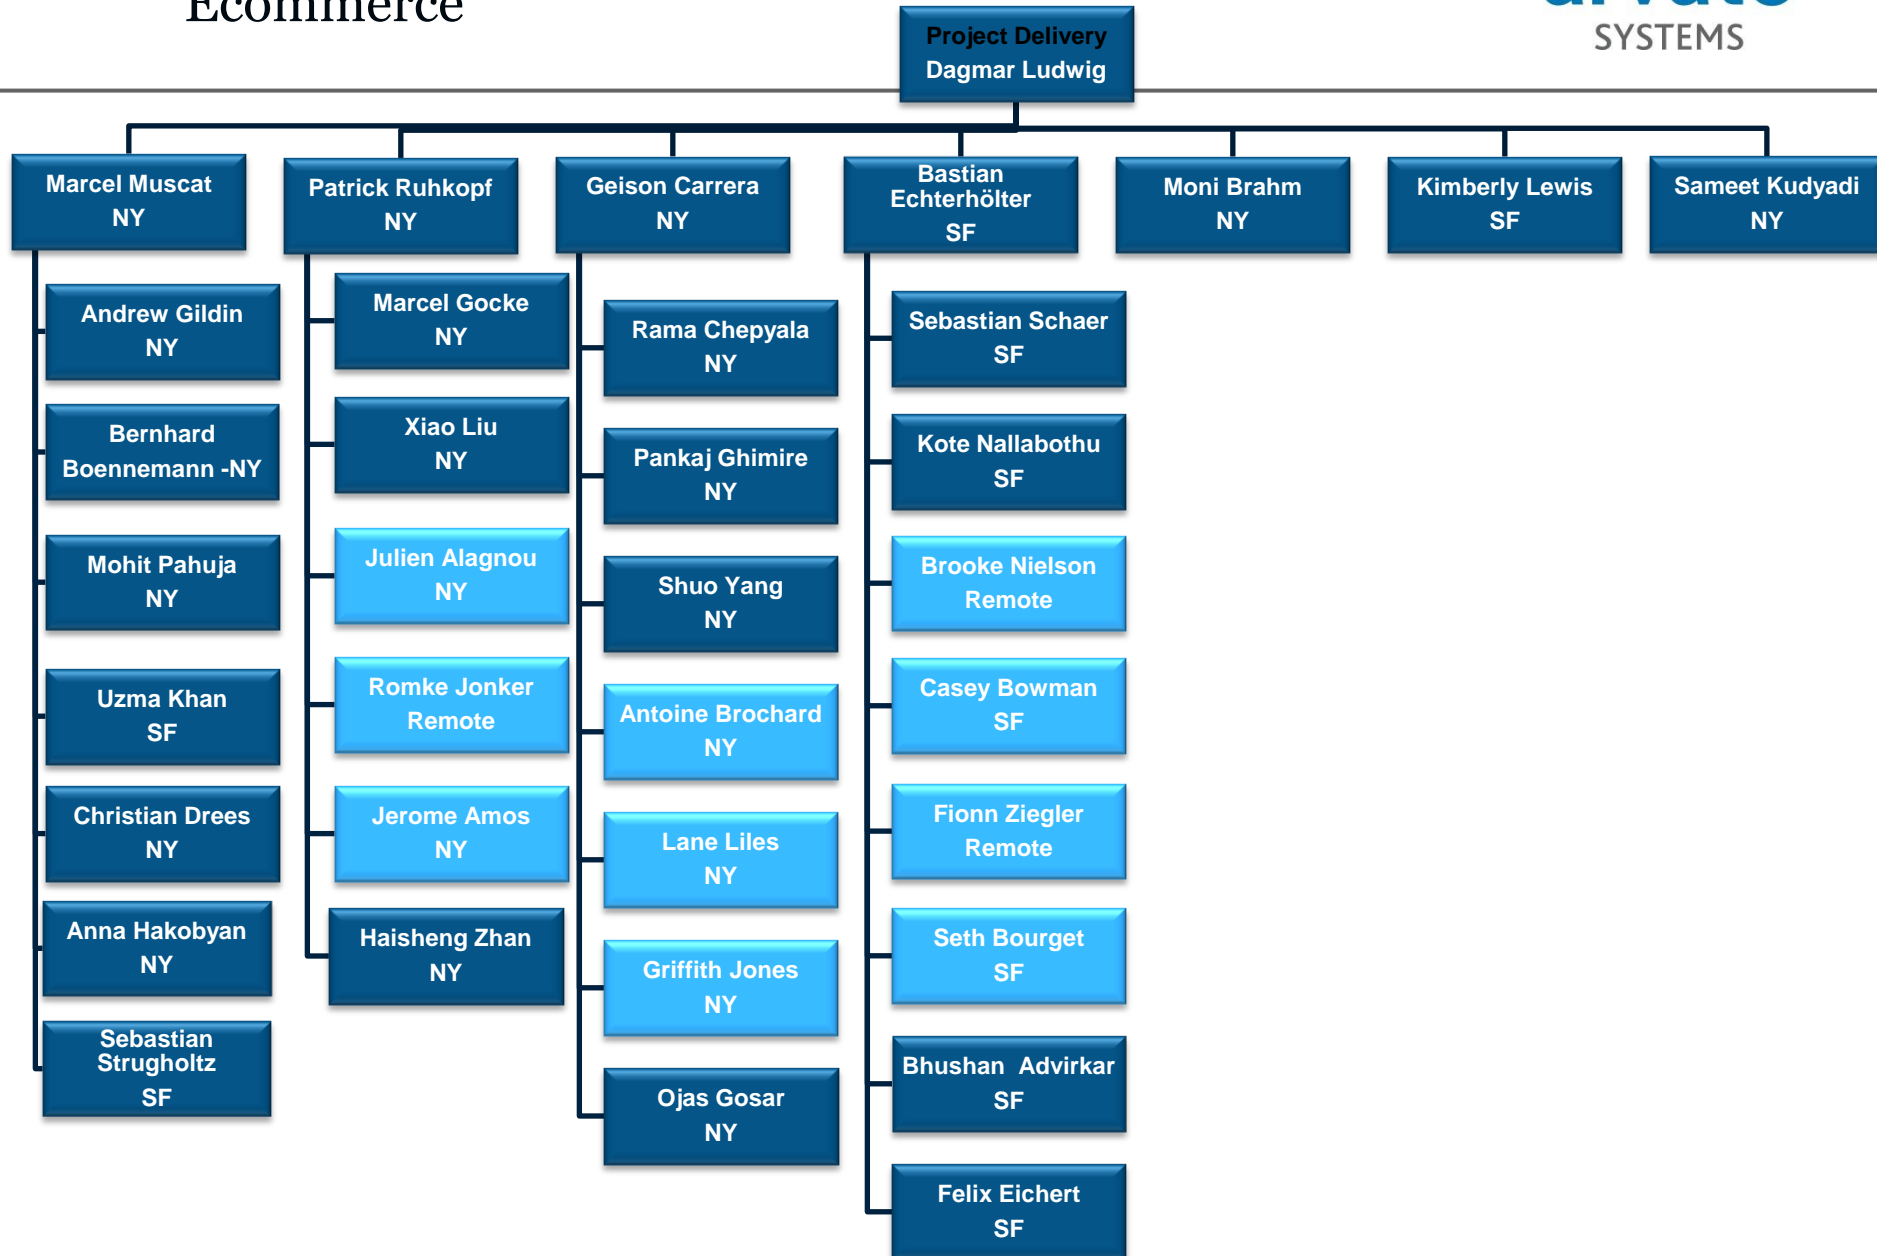 Ecommerce
arvato
SYSTEMS
Project Delivery
Dagmar Ludwig
Marcel Muscat
NY
Patrick Ruhkopf
NY
Geison Carrera
NY
Bastian
Echterhölter
SF
Moni Brahm
NY
Kimberly Lewis
SF
Sameet Kudyadi
NY
Andrew Gildin
NY
Bernhard
Boennemann -NY
Mohit Pahuja
NY
Uzma Khan
SF
Christian Drees
NY
Anna Hakobyan
NY
Sebastian
Strugholtz
SF
Marcel Gocke
NY
Xiao Liu
NY
Julien Alagnou
NY
Romke Jonker
Remote
Jerome Amos
NY
Haisheng Zhan
NY
Rama Chepyala
NY
Pankaj Ghimire
NY
Shuo Yang
NY
Antoine Brochard
NY
Lane Liles
NY
Griffith Jones
NY
Ojas Gosar
NY
Sebastian Schaer
SF
Kote Nallabothu
SF
Brooke Nielson
Remote
Casey Bowman
SF
Fionn Ziegler
Remote
Seth Bourget
SF
Bhushan  Advirkar
SF
Felix Eichert
SF